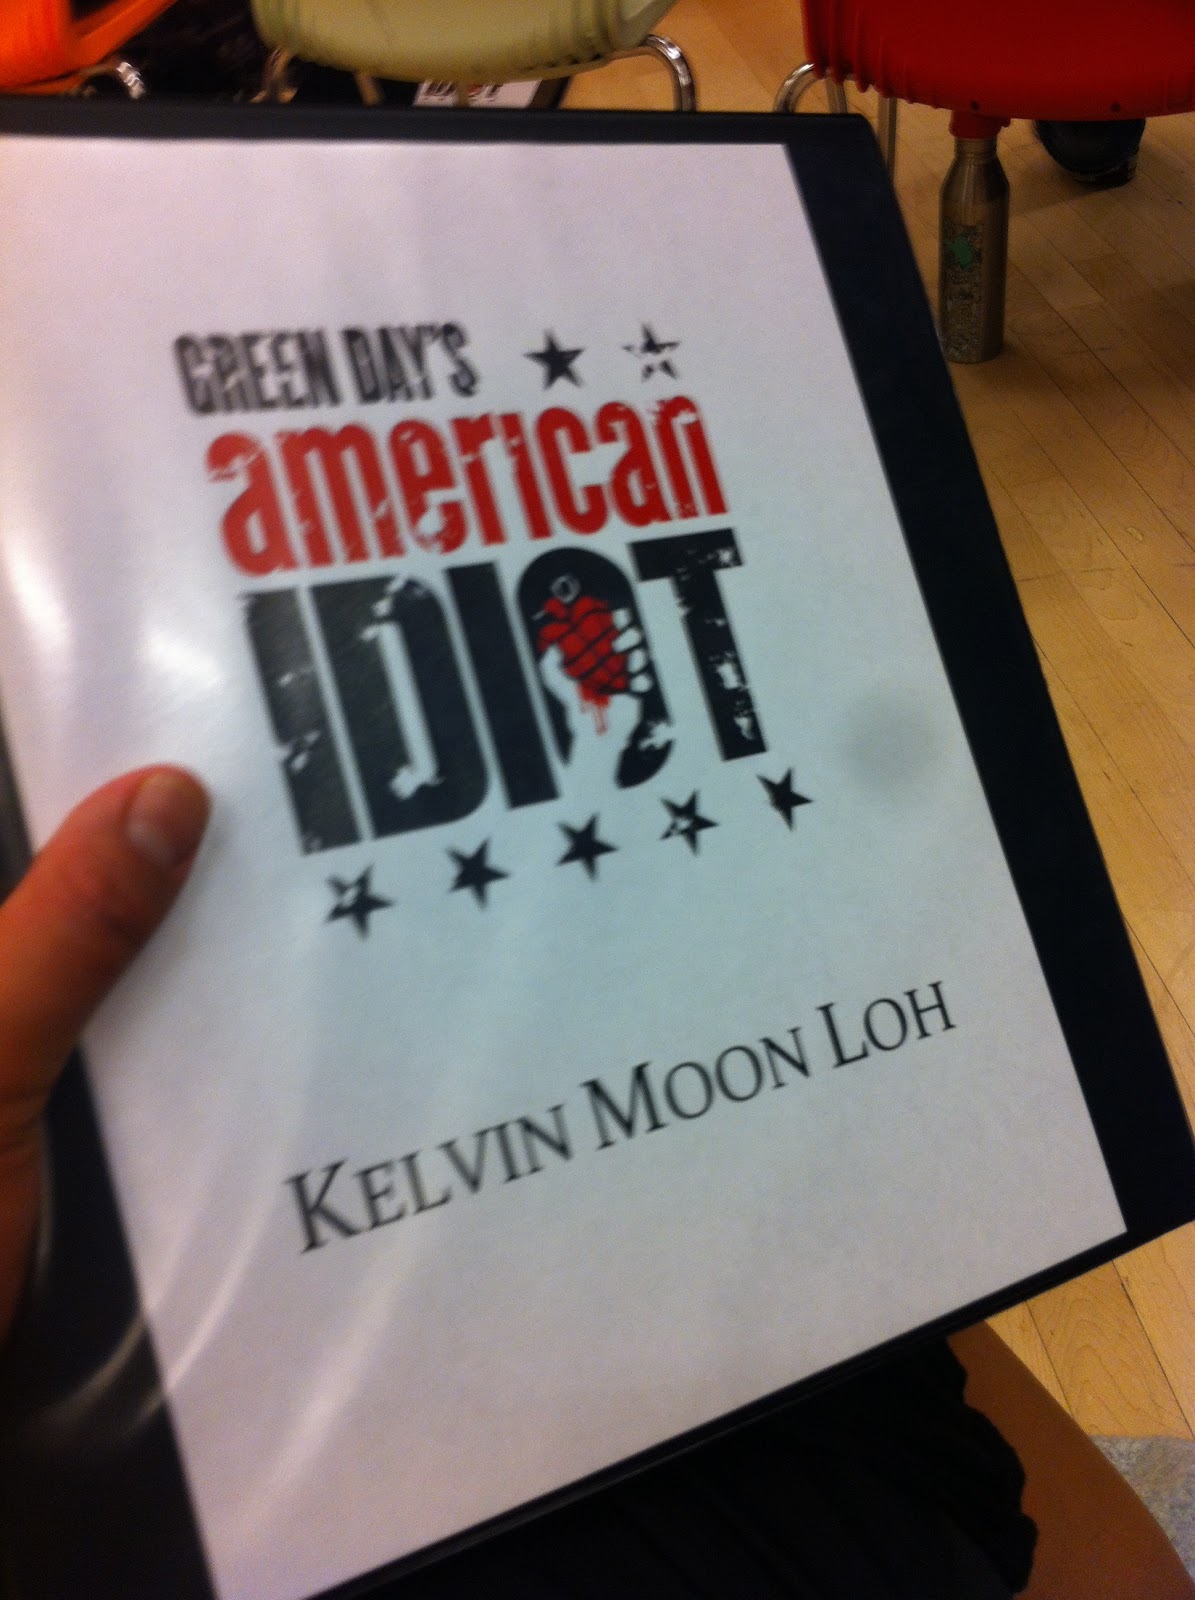 GREEN DAY'S
american
IDIOT
KELVIN MOON LOH